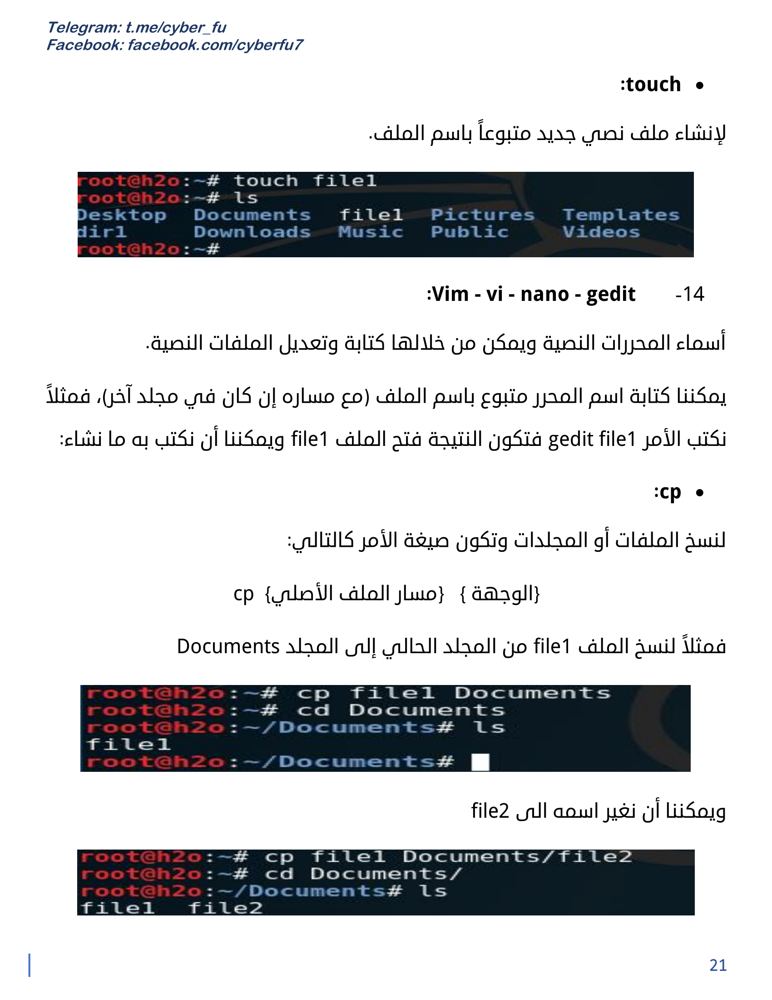 Telegram: t.me/cyber_fu
Facebook: facebook.com/cyberfu7
• touch:
لإنشاء ملف نصي جديد متبوعاً باسم الملف.
root@h2o:~# touch file1
root@h2o:~# ls
Desktop Documents file1 Pictures Templates
dir1 Downloads Music Public Videos
root@h2o:~#
14- Vim - vi - nano - gedit:
أسماء المحررات النصية ويمكن من خلالها كتابة وتعديل الملفات النصية.
يمكننا كتابة اسم المحرر متبوع باسم الملف (مع مساره إن كان في مجلد آخر)، فمثلاً
نكتب الأمر gedit file1 فتكون النتيجة فتح الملف file1 ويمكننا أن نكتب به ما نشاء:
• cp:
لنسخ الملفات أو المجلدات وتكون صيغة الأمر كالتالي:
cp {مسار الملف الأصلي} {الوجهة }
فمثلاً لنسخ الملف file1 من المجلد الحالي إلى المجلد Documents
root@h2o:~# cp file1 Documents
root@h2o:~# cd Documents
root@h2o:~/Documents# ls
file1
root@h2o:~/Documents#
ويمكننا أن نغير اسمه الى file2
root@h2o:~# cp file1 Documents/file2
root@h2o:~# cd Documents/
root@h2o:~/Documents# ls
file1 file2
21